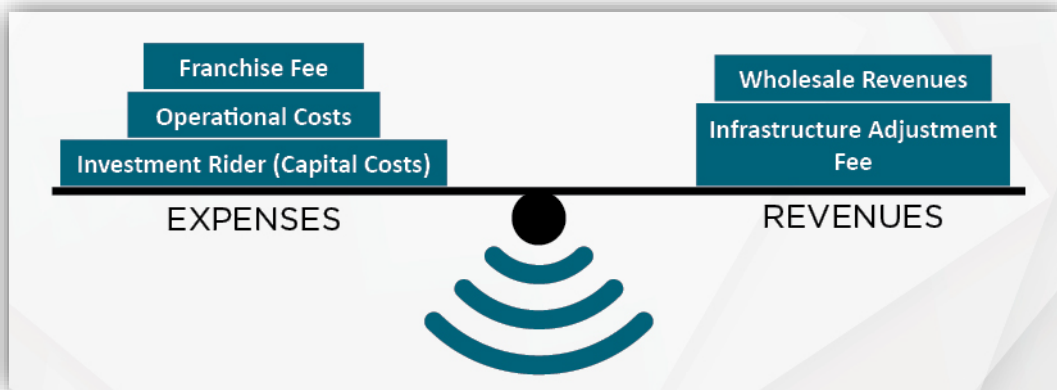 Franchise Fee
Operational Costs
Investment Rider (Capital Costs)
EXPENSES
Wholesale Revenues
Infrastructure Adjustment
Fee
REVENUES